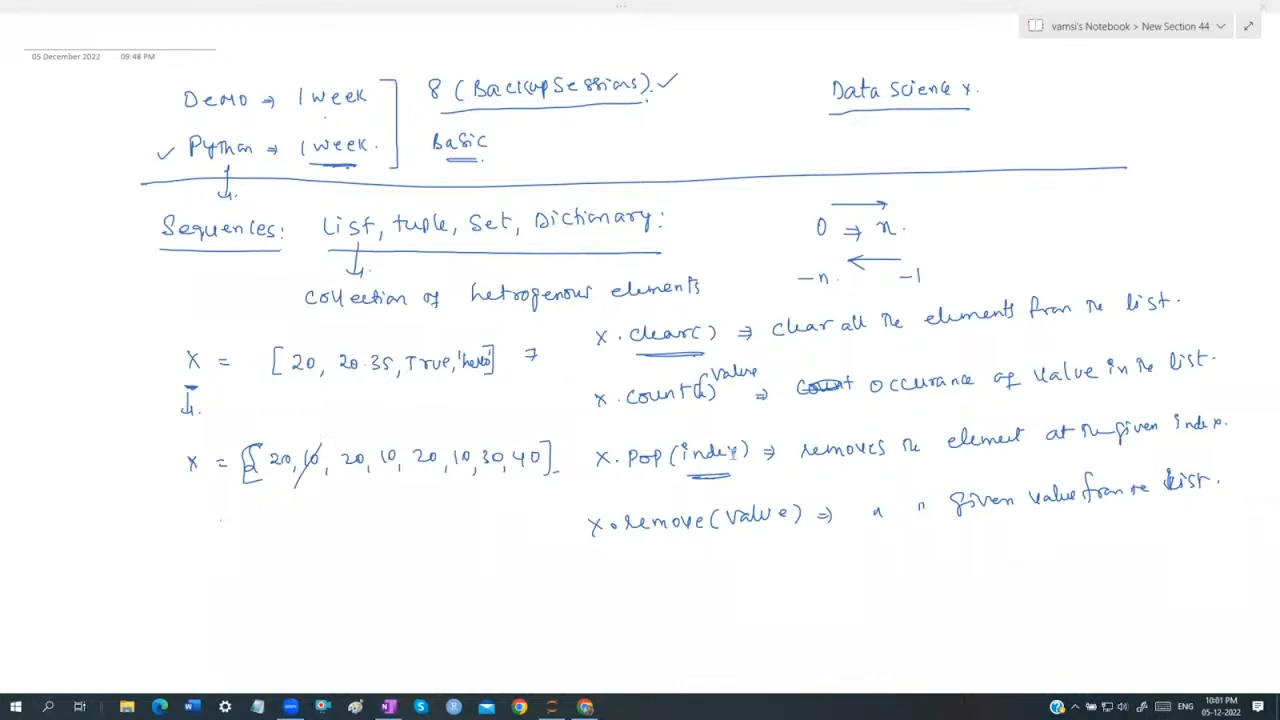 vamsi's Notebook > New Section 44
05 December 2022 09:48 PM
Demo ⇒ 1 week
8 (Backup Sessions). ✓
Data Science x.
✓ Python ⇒ 1 week.
Basic
Sequences: List, tuple, Set, Dictionary:
0 ⇒ n.
-n. -1
collection of hetrogenous elements
x.clear() ⇒ clear all the elements from the list.
x = [20, 20.35, True, 'hello']
x.count(x) value ⇒ count occurance of value in the list.
x = [20, 10, 20, 10, 20, 10, 30, 40]
x.pop(index) ⇒ removes the element at the given index.
x.remove(value) ⇒ " " given value from the list.
ENG
10:01 PM
05-12-2022